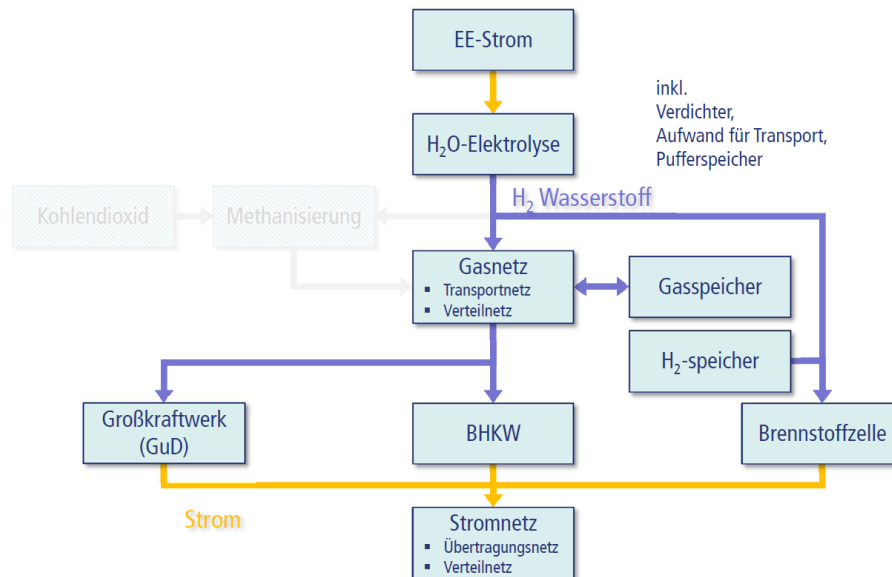 EE-Strom
inkl.
Verdichter,
Aufwand für Transport,
Pufferspeicher
H₂O-Elektrolyse
H₂ Wasserstoff
Kohlendioxid
Methanisierung
Gasnetz
▪ Transportnetz
▪ Verteilnetz
Gasspeicher
H₂-speicher
Großkraftwerk
(GuD)
BHKW
Brennstoffzelle
Strom
Stromnetz
▪ Übertragungsnetz
▪ Verteilnetz